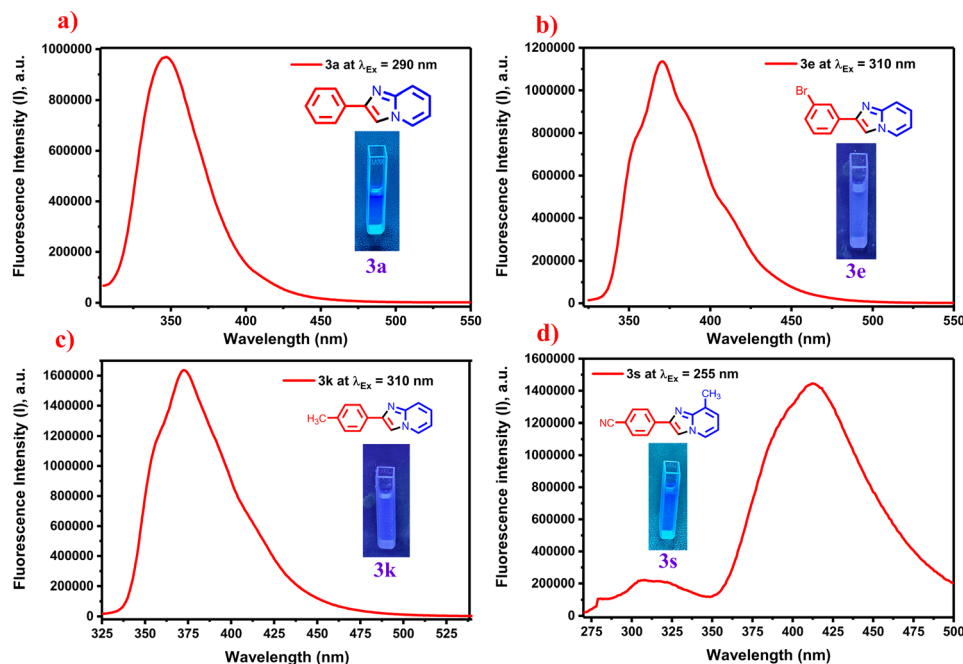 a)
Fluorescence Intensity (I), a.u.
1000000
800000
600000
400000
200000
0
3a at λEx = 290 nm
N
N
3a
350
400
450
500
550
Wavelength (nm)
b)
Fluorescence Intensity (I), a.u.
1200000
1000000
800000
600000
400000
200000
0
3e at λEx = 310 nm
Br
N
N
3e
350
400
450
500
550
Wavelength (nm)
c)
Fluorescence Intensity (I), a.u.
1600000
1400000
1200000
1000000
800000
600000
400000
200000
0
3k at λEx = 310 nm
H3C
N
N
3k
325
350
375
400
425
450
475
500
525
Wavelength (nm)
d)
Fluorescence intensity (I), a.u.
1600000
1400000
1200000
1000000
800000
600000
400000
200000
0
3s at λEx = 255 nm
CH3
NC
N
N
3s
275
300
325
350
375
400
425
450
475
500
Wavelength (nm)